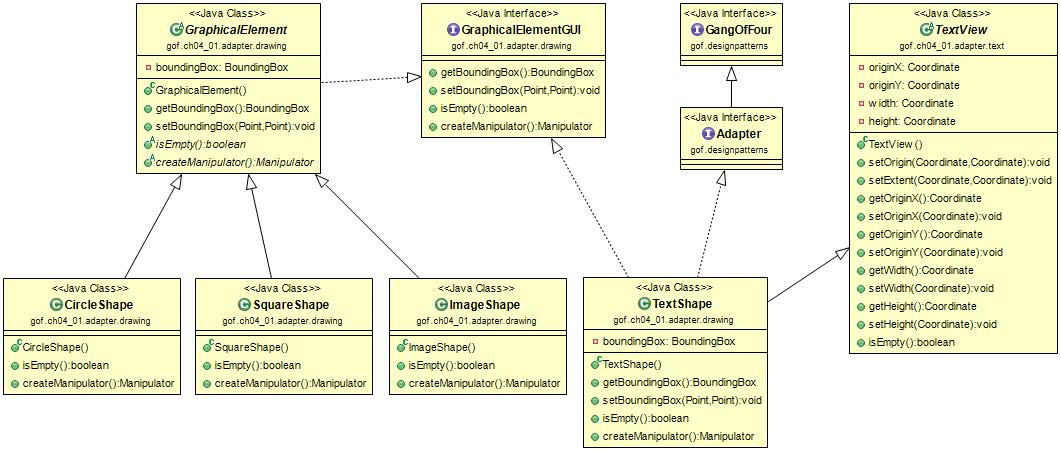 <<Java Class>>
GraphicalElement
gof.ch04_01.adapter.drawing
boundingBox: BoundingBox
GraphicalElement()
getBoundingBox():BoundingBox
setBoundingBox(Point,Point):void
isEmpty():boolean
createManipulator():Manipulator
<<Java Interface>>
GraphicalElementGUI
gof.ch04_01.adapter.drawing
getBoundingBox():BoundingBox
setBoundingBox(Point,Point):void
isEmpty():boolean
createManipulator():Manipulator
<<Java Interface>>
GangOfFour
gof.designpatterns
<<Java Interface>>
Adapter
gof.designpatterns
<<Java Class>>
TextView
gof.ch04_01.adapter.text
originX: Coordinate
originY: Coordinate
width: Coordinate
height: Coordinate
TextView()
setOrigin(Coordinate,Coordinate):void
setExtent(Coordinate,Coordinate):void
getOriginX():Coordinate
setOriginX(Coordinate):void
getOriginY():Coordinate
setOriginY(Coordinate):void
getWidth():Coordinate
setWidth(Coordinate):void
getHeight():Coordinate
setHeight(Coordinate):void
isEmpty():boolean
<<Java Class>>
CircleShape
gof.ch04_01.adapter.drawing
CircleShape()
isEmpty():boolean
createManipulator():Manipulator
<<Java Class>>
SquareShape
gof.ch04_01.adapter.drawing
SquareShape()
isEmpty():boolean
createManipulator():Manipulator
<<Java Class>>
ImageShape
gof.ch04_01.adapter.drawing
ImageShape()
isEmpty():boolean
createManipulator():Manipulator
<<Java Class>>
TextShape
gof.ch04_01.adapter.drawing
boundingBox: BoundingBox
TextShape()
getBoundingBox():BoundingBox
setBoundingBox(Point,Point):void
isEmpty():boolean
createManipulator():Manipulator